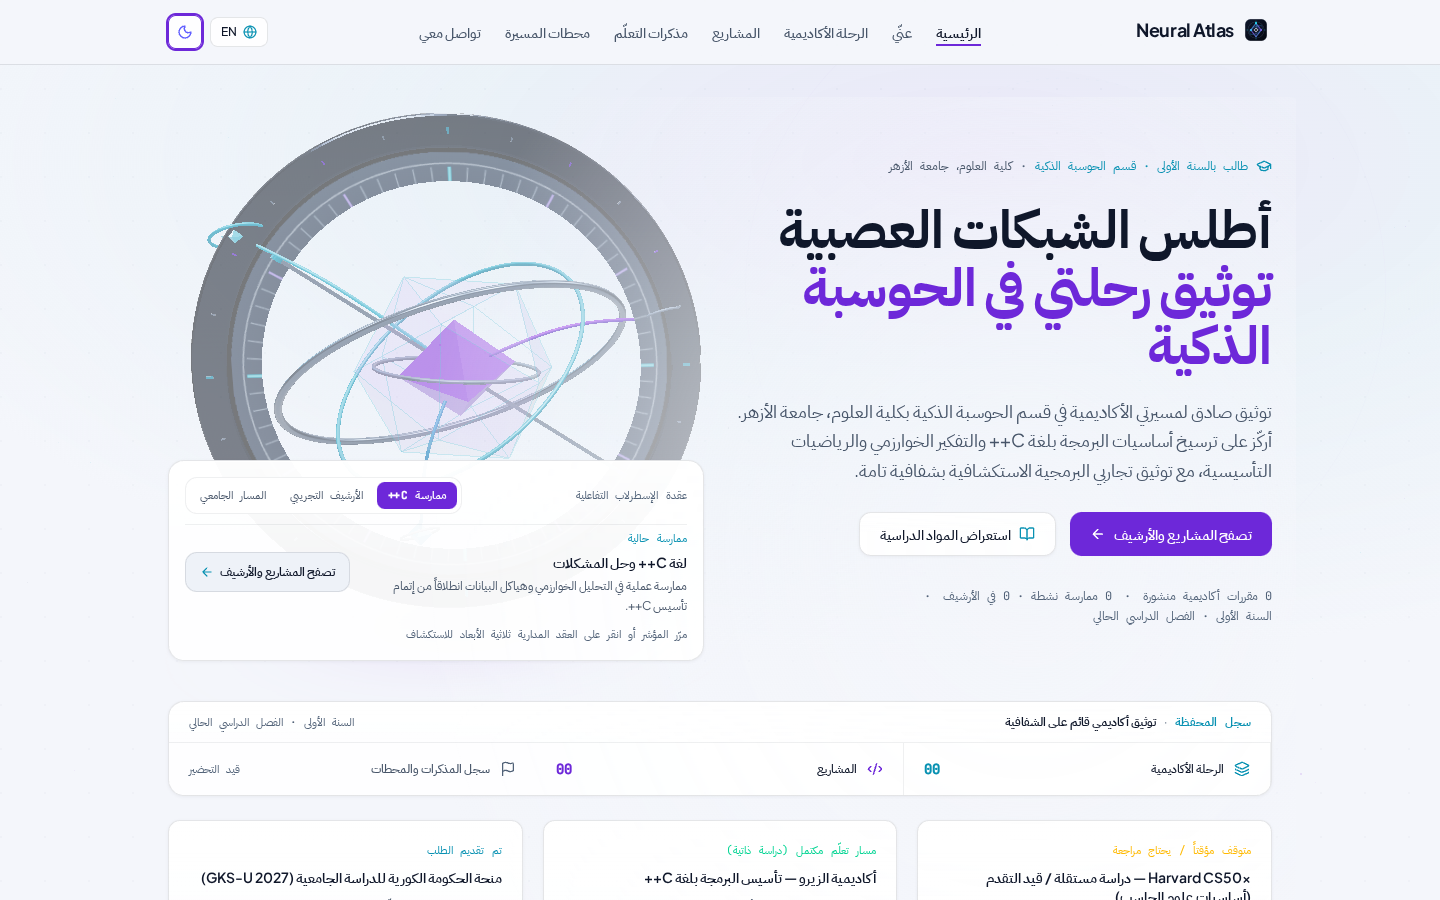 Neural Atlas
الرئيسية
عنّي
الرحلة الأكاديمية
المشاريع
مذكرات التعلّم
محطات المسيرة
تواصل معي
EN
طالب بالسنة الأولى · قسم الحوسبة الذكية · كلية العلوم، جامعة الأزهر
أطلس الشبكات العصبية
توثيق رحلتي في الحوسبة
الذكية
توثيق صادق لمسيرتي الأكاديمية في قسم الحوسبة الذكية بكلية العلوم، جامعة الأزهر.
أركّز على ترسيخ أساسيات البرمجة بلغة C++ والتفكير الخوارزمي والرياضيات
التأسيسية، مع توثيق تجاربي البرمجية الاستكشافية بشفافية تامة.
تصفح المشاريع والأرشيف
استعراض المواد الدراسية
0 مقررات أكاديمية منشورة · 0 ممارسة نشطة · 0 في الأرشيف ·
السنة الأولى · الفصل الدراسي الحالي
عقدة الإسطرلاب التفاعلية
ممارسة C++
الأرشيف التجريبي
المسار الجامعي
ممارسة حالية
لغة C++ وحل المشكلات
ممارسة عملية في التحليل الخوارزمي وهياكل البيانات انطلاقاً من إتمام
تأسيس C++.
تصفح المشاريع والأرشيف
مرّر المؤشر أو انقر على العقد المدارية ثلاثية الأبعاد للاستكشاف
سجل المحفظة · توثيق أكاديمي قائم على الشفافية
السنة الأولى · الفصل الدراسي الحالي
الرحلة الأكاديمية
00
المشاريع
00
سجل المذكرات والمحطات
قيد التحضير
متوقف مؤقتاً / يحتاج مراجعة
Harvard CS50x — دراسة مستقلة / قيد التقدم
(أساسيات علوم الحاسب)
مسار تعلّم مكتمل (دراسة ذاتية)
أكاديمية الزيرو — تأسيس البرمجة بلغة C++
تم تقديم الطلب
منحة الحكومة الكورية للدراسة الجامعية (GKS-U 2027)